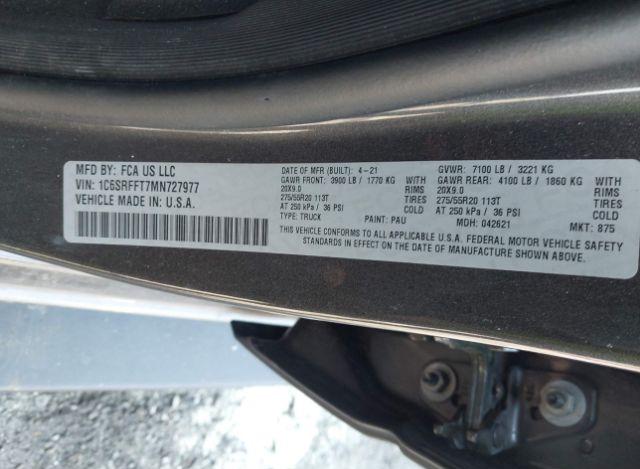 MFD BY: FCA US LLC
VIN: 1C6SRFFT7MN727977
VEHICLE MADE IN: U.S.A.
DATE OF MFR (BUILT): 4-21
GAWR FRONT: 3900 LB / 1770 KG WITH
20X9.0 RIMS
275/55R20 113T TIRES
AT 250 kPa / 36 PSI COLD
TYPE: TRUCK PAINT: PAU
GVWR: 7100 LB / 3221 KG
GAWR REAR: 4100 LB / 1860 KG WITH
20X9.0 RIMS
275/55R20 113T TIRES
AT 250 kPa / 36 PSI COLD
MDH: 042621 MKT: 875
THIS VEHICLE CONFORMS TO ALL APPLICABLE U.S.A. FEDERAL MOTOR VEHICLE SAFETY
STANDARDS IN EFFECT ON THE DATE OF MANUFACTURE SHOWN ABOVE.